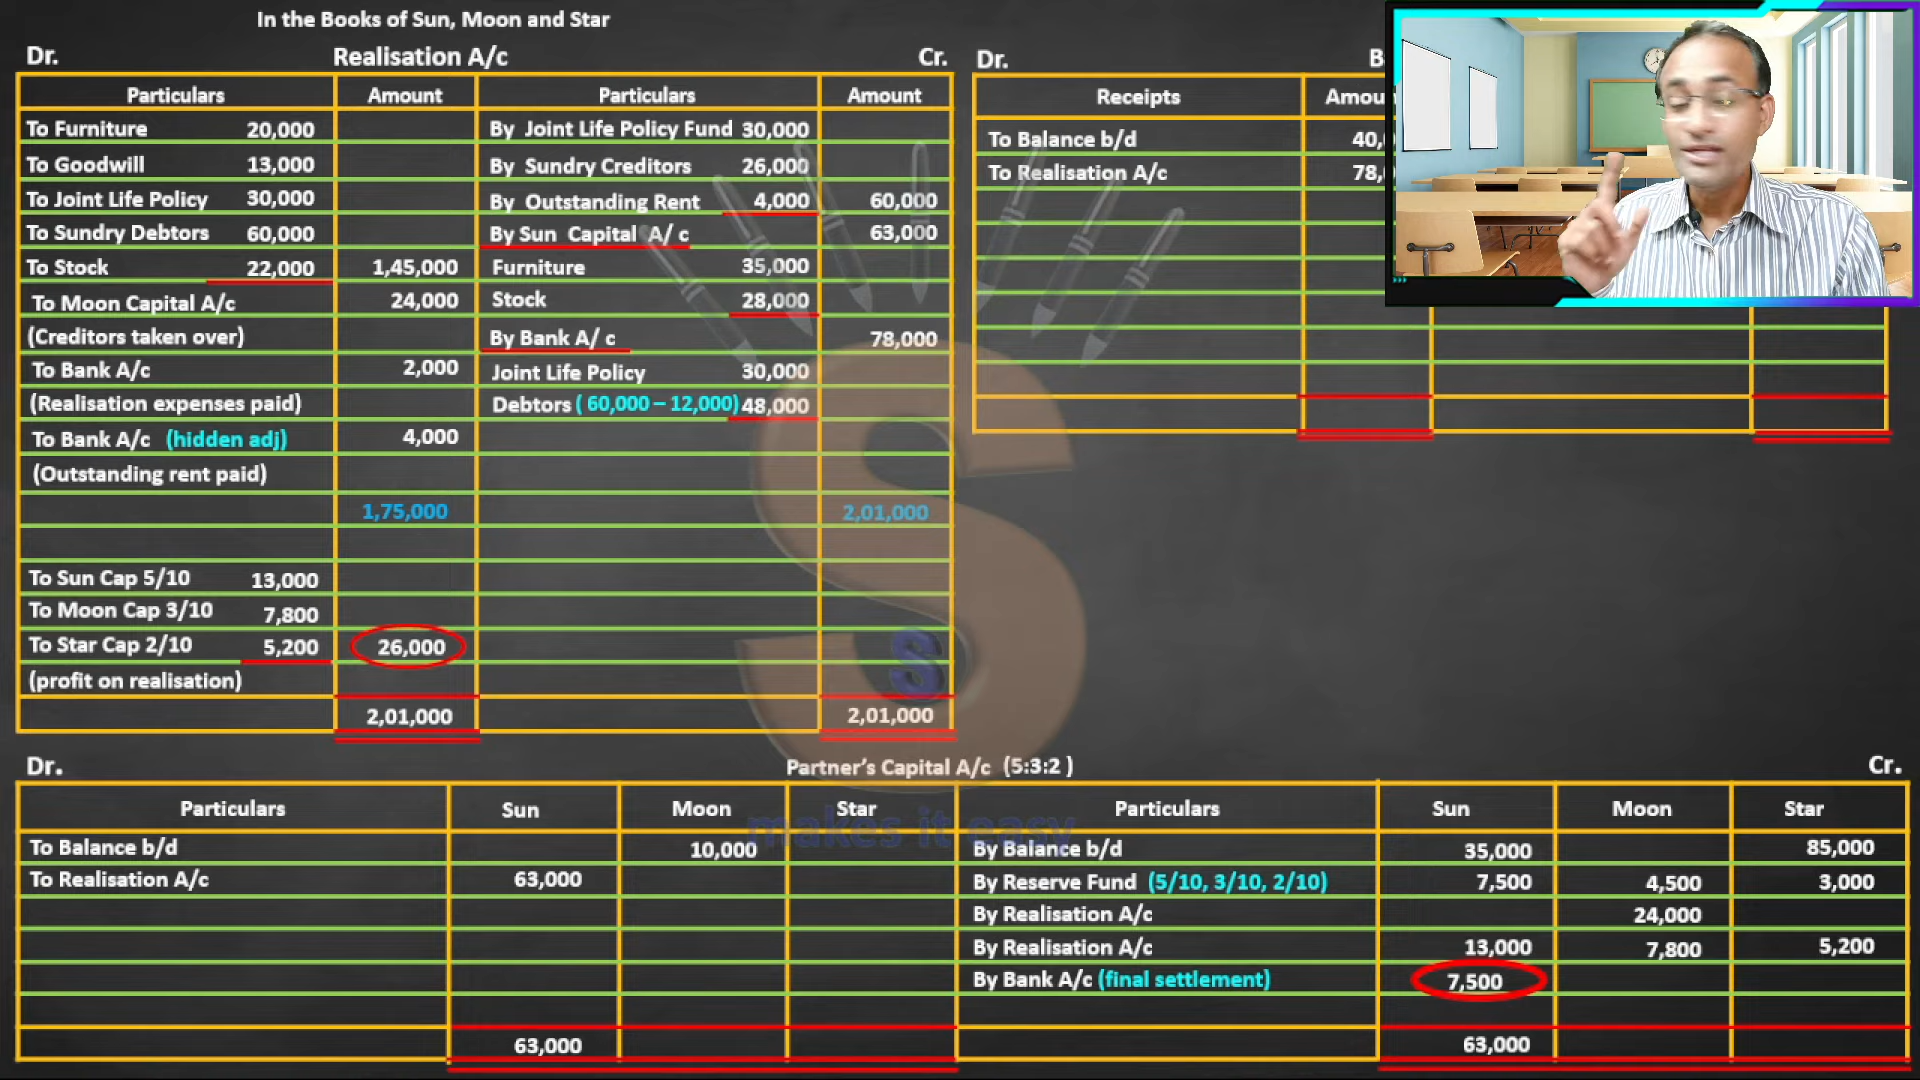 In the Books of Sun, Moon and Star
Dr. Realisation A/c Cr.
Particulars Amount Particulars Amount
To Furniture 20,000 By Joint Life Policy Fund 30,000
To Goodwill 13,000 By Sundry Creditors 26,000
To Joint Life Policy 30,000 By Outstanding Rent 4,000 60,000
To Sundry Debtors 60,000 By Sun Capital A/ c 63,000
To Stock 22,000 1,45,000 Furniture 35,000
To Moon Capital A/c 24,000 Stock 28,000
(Creditors taken over) By Bank A/ c 78,000
To Bank A/c 2,000 Joint Life Policy 30,000
(Realisation expenses paid) Debtors ( 60,000 – 12,000) 48,000
To Bank A/c (hidden adj) 4,000
(Outstanding rent paid)
1,75,000 2,01,000
To Sun Cap 5/10 13,000
To Moon Cap 3/10 7,800
To Star Cap 2/10 5,200 26,000
(profit on realisation)
2,01,000 2,01,000
Dr. B
Receipts Amou
To Balance b/d 40,
To Realisation A/c 78,
S
makes it easy
Dr. Partner's Capital A/c (5:3:2 ) Cr.
Particulars Sun Moon Star Particulars Sun Moon Star
To Balance b/d 10,000 By Balance b/d 35,000 85,000
To Realisation A/c 63,000 By Reserve Fund (5/10, 3/10, 2/10) 7,500 4,500 3,000
By Realisation A/c 24,000
By Realisation A/c 13,000 7,800 5,200
By Bank A/c (final settlement) 7,500
63,000 63,000